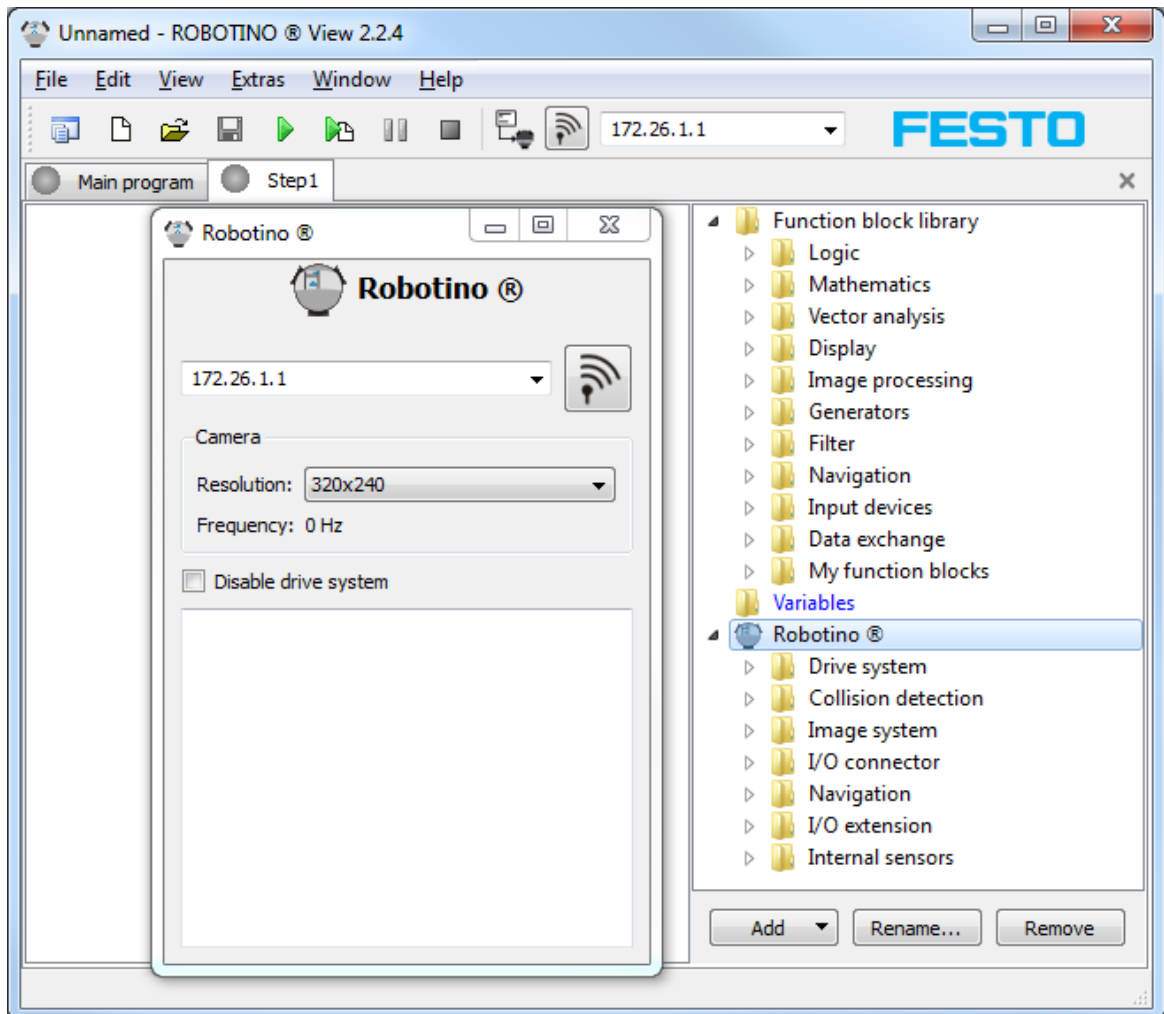 Unnamed - ROBOTINO ® View 2.2.4
File Edit View Extras Window Help
172.26.1.1
FESTO
Main program
Step1
Robotino ®
Robotino ®
172.26.1.1
Camera
Resolution: 320x240
Frequency: 0 Hz
Disable drive system
Function block library
Logic
Mathematics
Vector analysis
Display
Image processing
Generators
Filter
Navigation
Input devices
Data exchange
My function blocks
Variables
Robotino ®
Drive system
Collision detection
Image system
I/O connector
Navigation
I/O extension
Internal sensors
Add Rename... Remove